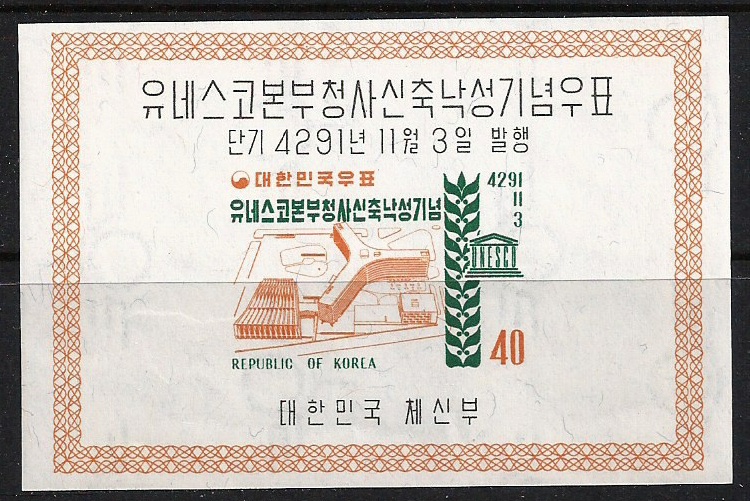 유네스코본부청사신축낙성기념우표
단기 4291년 11월 3일 발행
대한민국우표
유네스코본부청사신축낙성기념
4291
11
3
UNESCO
REPUBLIC OF KOREA
40
대한민국 체신부